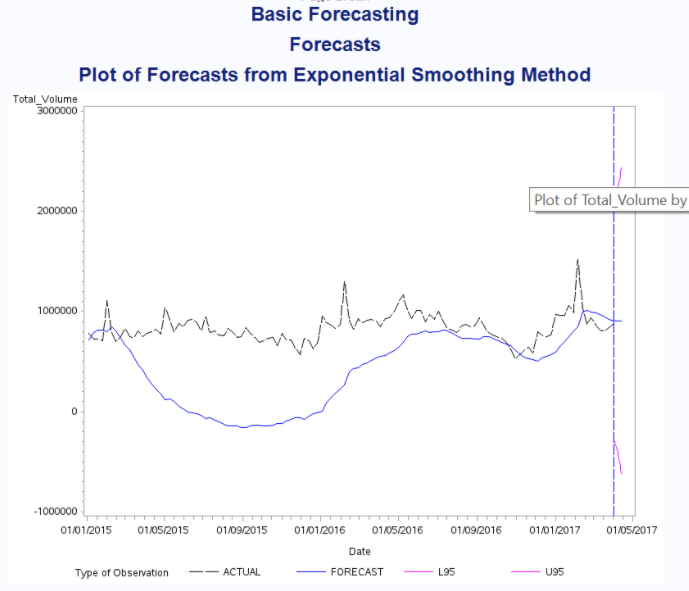 Basic Forecasting
Forecasts
Plot of Forecasts from Exponential Smoothing Method
Total_Volume
3000000
2000000
Plot of Total_Volume by
1000000
0
-1000000
01/01/2015 01/05/2015 01/09/2015 01/01/2016 01/05/2016 01/09/2016 01/01/2017 01/05/2017
Date
Type of Observation ACTUAL FORECAST L95 U95